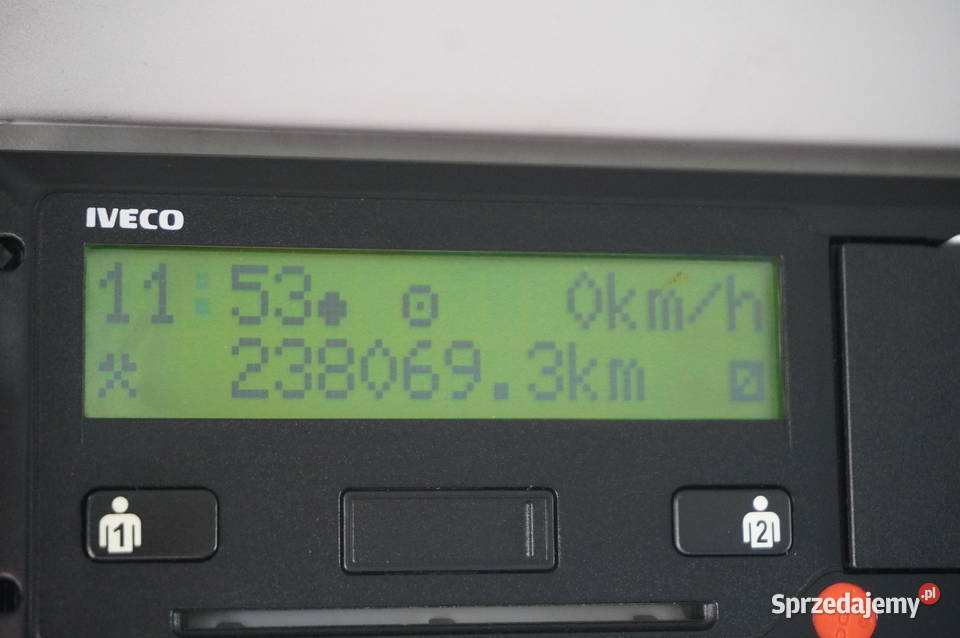 IVECO
11:53 0km/h
238069.3km
1
2
Sprzedajemy.pl